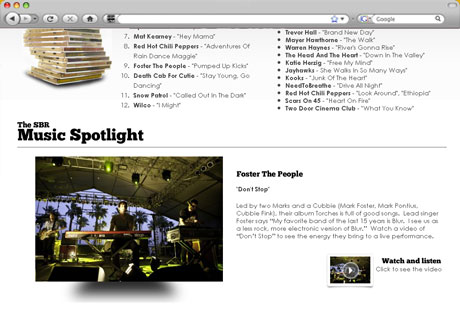 Google
7. Mat Kearney - "Hey Mama"
8. Red Hot Chili Peppers - "Adventures Of
Rain Dance Maggie"
9. Foster The People - "Pumped Up Kicks"
10. Death Cab For Cutie - "Stay Young, Go
Dancing"
11. Snow Patrol - "Called Out In The Dark"
12. Wilco - "I Might"
Trevor Hall - "Brand New Day"
Mayer Hawthorne - "The Walk"
Warren Haynes - "River's Gonna Rise"
The Head And The Heart - "Down In The Valley"
Katie Herzig - "Free My Mind"
Jayhawks - She Walks In So Many Ways"
Kooks - "Junk Of The Heart"
NeedToBreathe - "Drive All Night"
Red Hot Chili Peppers - "Look Around", "Ethiopia"
Scars On 45 - "Heart On Fire"
Two Door Cinema Club - "What You Know"
The SBR
Music Spotlight
Foster The People
"Don't Stop"
Led by two Marks and a Cubbie (Mark Foster, Mark Pontius,
Cubbie Fink), their album Torches is full of good songs. Lead singer
Foster says "My favorite band of the last 15 years is Blur. I see us as
a less rock, more electronic version of Blur." Watch a video of
"Don't Stop" to see the energy they bring to a live performance.
Watch and listen
Click to see the video